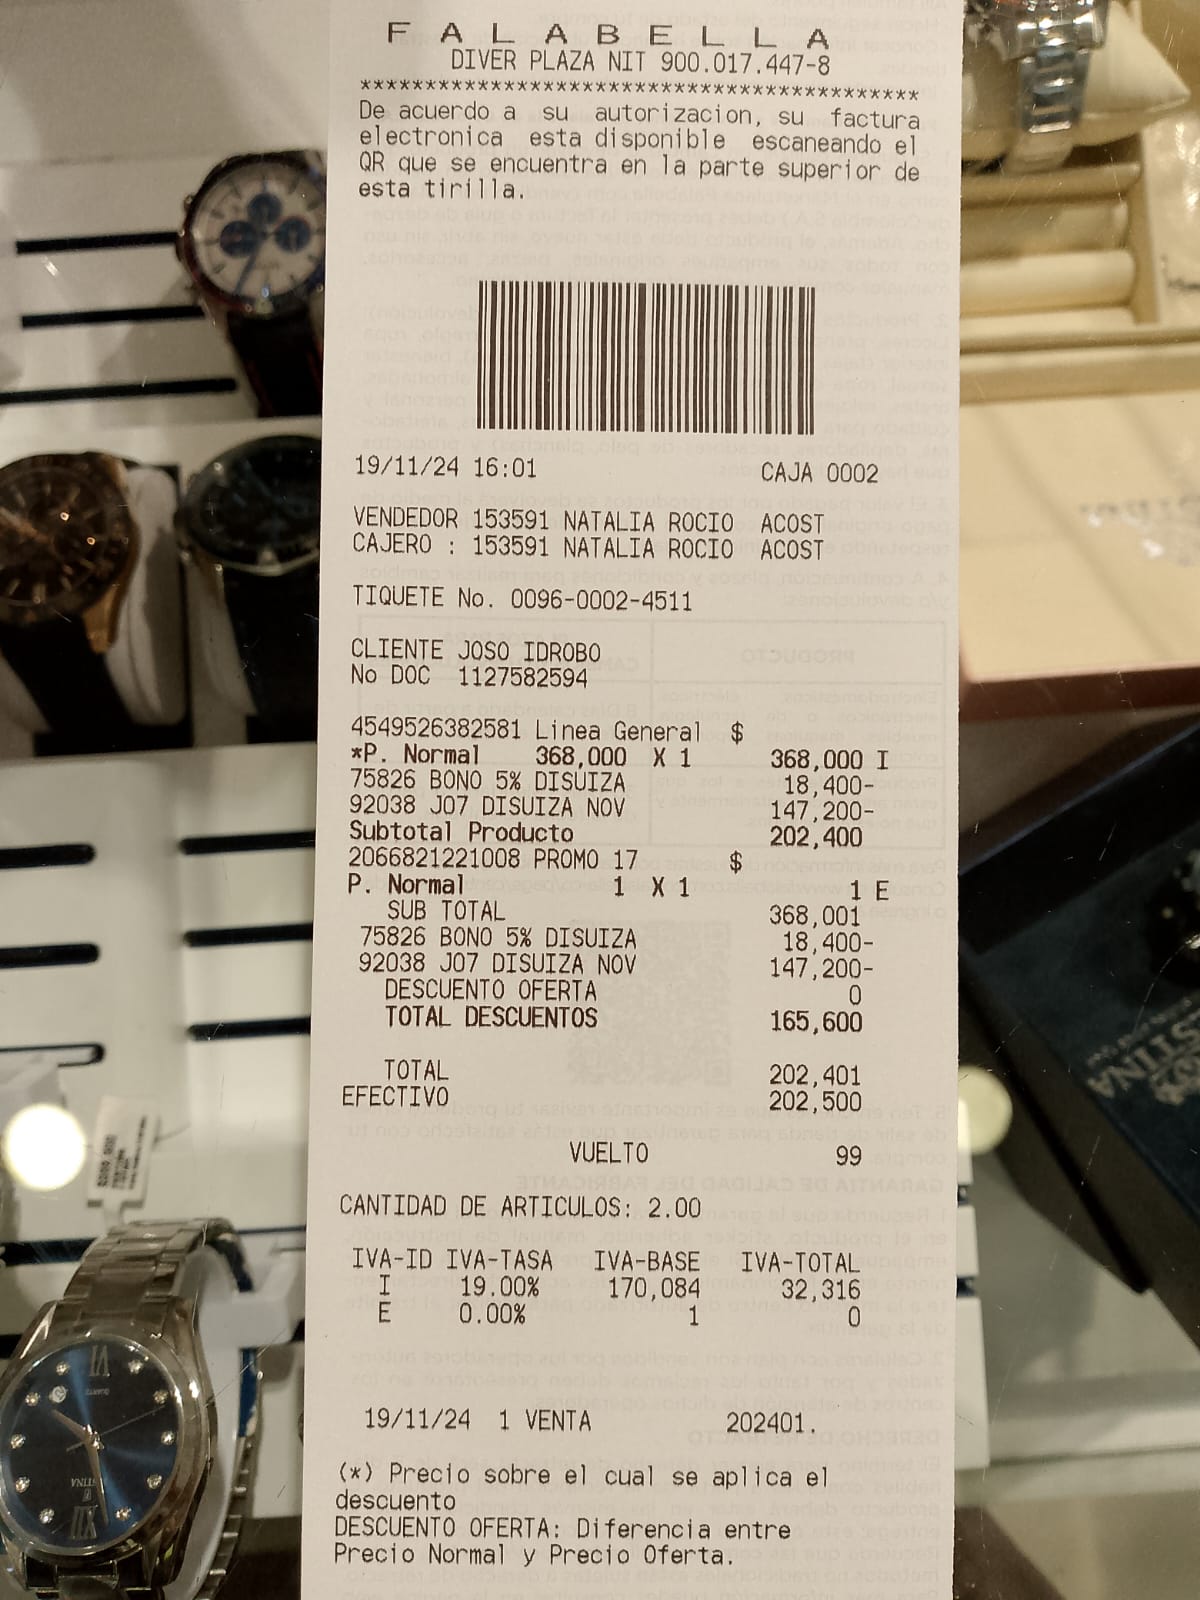 F A L A B E L L A
DIVER PLAZA NIT 900.017.447-8
*******************************************
De acuerdo a su autorizacion, su factura
electronica esta disponible escaneando el
QR que se encuentra en la parte superior de
esta tirilla.
19/11/24 16:01 CAJA 0002
VENDEDOR 153591 NATALIA ROCIO ACOST
CAJERO : 153591 NATALIA ROCIO ACOST
TIQUETE No. 0096-0002-4511
CLIENTE JOSO IDROBO
No DOC 1127582594
4549526382581 Linea General $
*P. Normal 368,000 X 1 368,000 I
75826 BONO 5% DISUIZA 18,400-
92038 J07 DISUIZA NOV 147,200-
Subtotal Producto 202,400
2066821221008 PROMO 17 $
P. Normal 1 X 1 1 E
SUB TOTAL 368,001
75826 BONO 5% DISUIZA 18,400-
92038 J07 DISUIZA NOV 147,200-
DESCUENTO OFERTA 0
TOTAL DESCUENTOS 165,600
TOTAL 202,401
EFECTIVO 202,500
VUELTO 99
CANTIDAD DE ARTICULOS: 2.00
IVA-ID IVA-TASA IVA-BASE IVA-TOTAL
I 19.00% 170,084 32,316
E 0.00% 1 0
19/11/24 1 VENTA 202401.
(*) Precio sobre el cual se aplica el
descuento
DESCUENTO OFERTA: Diferencia entre
Precio Normal y Precio Oferta.